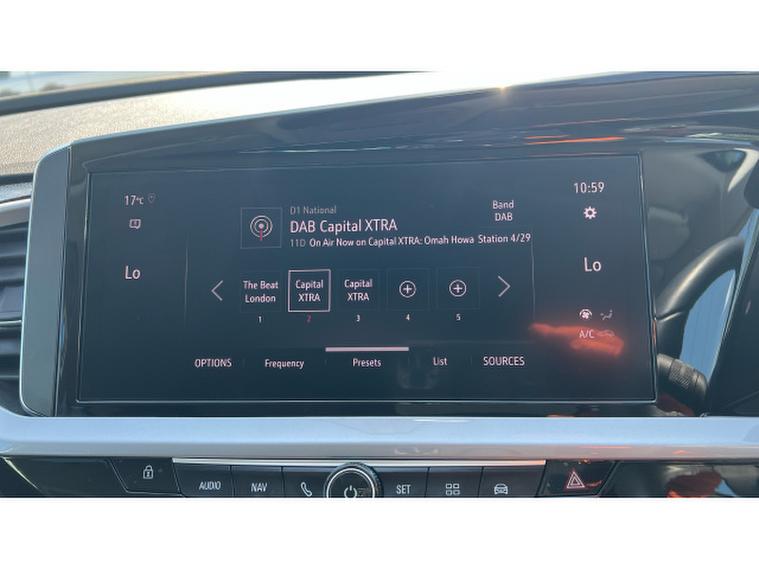 17°C
10:59
D1 National
Band
DAB Capital XTRA
DAB
11D On Air Now on Capital XTRA: Omah Howa Station 4/29
Lo
Lo
The Beat
London
Capital
XTRA
Capital
XTRA
1
2
3
4
5
A/C
OPTIONS
Frequency
Presets
List
SOURCES
AUDIO
NAV
SET